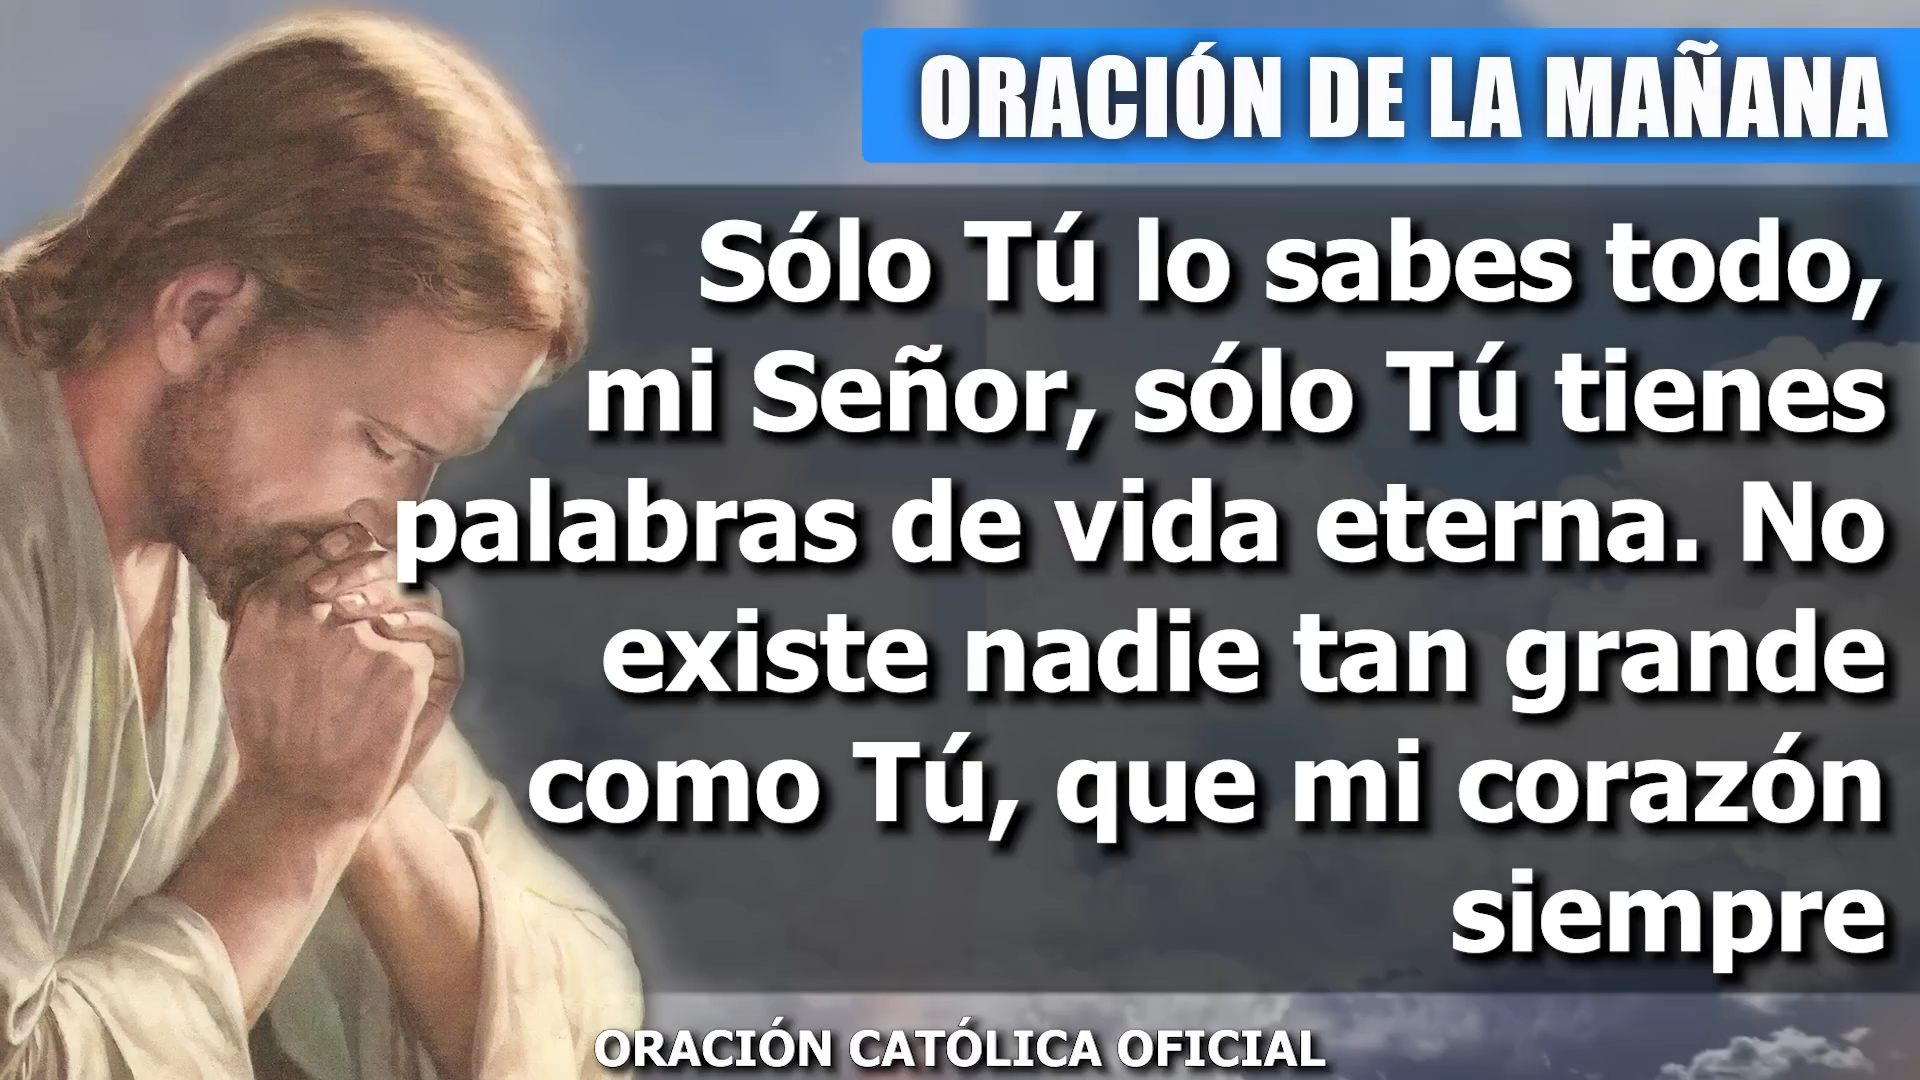 ORACIÓN DE LA MAÑANA
Sólo Tú lo sabes todo,
mi Señor, sólo Tú tienes
palabras de vida eterna. No
existe nadie tan grande
como Tú, que mi corazón
siempre
ORACIÓN CATÓLICA OFICIAL